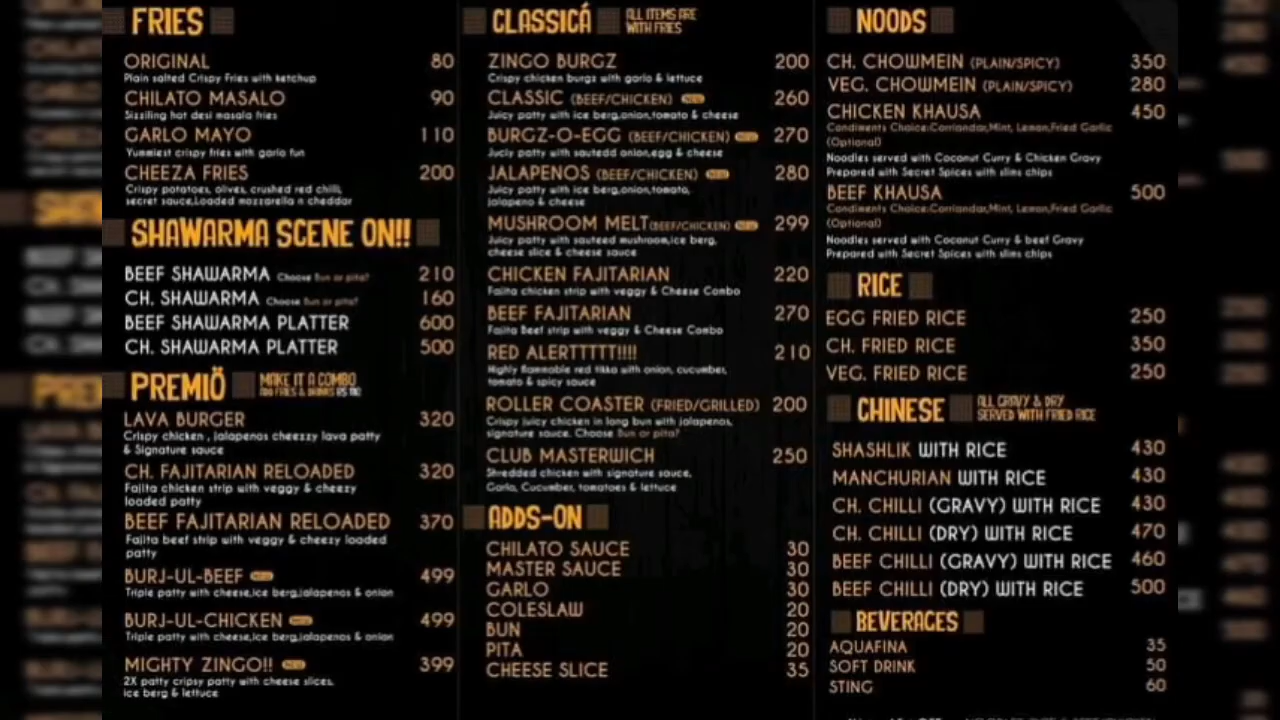 FRIES
ORIGINAL 80
Plain salted Crispy Fries with ketchup
CHILATO MASALO 90
Sizzling hot desi masala fries
GARLO MAYO 110
Yummiest crispy fries with garlo fun
CHEEZA FRIES 200
Crispy potatoes, olives, crushed red chilli,
secret sauce,Loaded mozzarella n cheddar
SHAWARMA SCENE ON!!
BEEF SHAWARMA Choose Bun or pita? 210
CH. SHAWARMA Choose Bun or pita? 160
BEEF SHAWARMA PLATTER 600
CH. SHAWARMA PLATTER 500
PREMIÖ MAKE IT A COMBO
FRIES & DRINKS RS 110
LAVA BURGER 320
Crispy chicken , jalapenos cheezzy lava patty
& Signature sauce
CH. FAJITARIAN RELOADED 320
Fajita chicken strip with veggy & cheezy
loaded patty
BEEF FAJITARIAN RELOADED 370
Fajita beef strip with veggy & cheezy loaded
patty
BURJ-UL-BEEF New 499
Triple patty with cheese,ice berg,jalapenos & onion
BURJ-UL-CHICKEN New 499
Triple patty with cheese,ice berg,jalapenos & onion
MIGHTY ZINGO!! New 399
2X patty cripsy patty with cheese slices,
ice berg & lettuce
CLASSICÁ ALL ITEMS ARE
WITH FRIES
ZINGO BURGZ 200
Crispy chicken burgz with garlo & lettuce
CLASSIC (BEEF/CHICKEN) New 260
Juicy patty with ice berg,onion,tomato & cheese
BURGZ-O-EGG (BEEF/CHICKEN) New 270
Jucly patty with sautedd onion,egg & cheese
JALAPENOS (BEEF/CHICKEN) New 280
Juicy patty with ice berg,onion,tomato,
jalapeno & cheese
MUSHROOM MELT(BEEF/CHICKEN) New 299
Juicy patty with sauteed mushroom,ice berg,
cheese slice & cheese sauce
CHICKEN FAJITARIAN 220
Fajita chicken strip with veggy & Cheese Combo
BEEF FAJITARIAN 270
Fajita Beef strip with veggy & Cheese Combo
RED ALERTTTTT!!!! 210
Highly flammable red tikka with onion, cucumber,
tomato & spicy sauce
ROLLER COASTER (FRIED/GRILLED) 200
Crispy juicy chicken in long bun with jalapenos,
signature sauce. Choose Bun or pita?
CLUB MASTERWICH 250
Shredded chicken with signature sauce,
Garlo, Cucumber, tomatoes & lettuce
ADDS-ON
CHILATO SAUCE 30
MASTER SAUCE 30
GARLO 30
COLESLAW 20
BUN 20
PITA 20
CHEESE SLICE 35
NOODS
CH. CHOWMEIN (PLAIN/SPICY) 350
VEG. CHOWMEIN (PLAIN/SPICY) 280
CHICKEN KHAUSA 450
Condiments Choice:Corriandar,Mint, Lemon,Fried Garlic
(Optional)
Noodles served with Coconut Curry & Chicken Gravy
Prepared with Secret Spices with slims chips
BEEF KHAUSA 500
Condiments Choice:Corriandar,Mint, Lemon,Fried Garlic
(Optional)
Noodles served with Coconut Curry & beef Gravy
Prepared with Secret Spices with slims chips
RICE
EGG FRIED RICE 250
CH. FRIED RICE 350
VEG. FRIED RICE 250
CHINESE ALL GRAVY & DRY
SERVED WITH FRIED RICE
SHASHLIK WITH RICE 430
MANCHURIAN WITH RICE 430
CH. CHILLI (GRAVY) WITH RICE 430
CH. CHILLI (DRY) WITH RICE 470
BEEF CHILLI (GRAVY) WITH RICE 460
BEEF CHILLI (DRY) WITH RICE 500
BEVERAGES
AQUAFINA 35
SOFT DRINK 50
STING 60